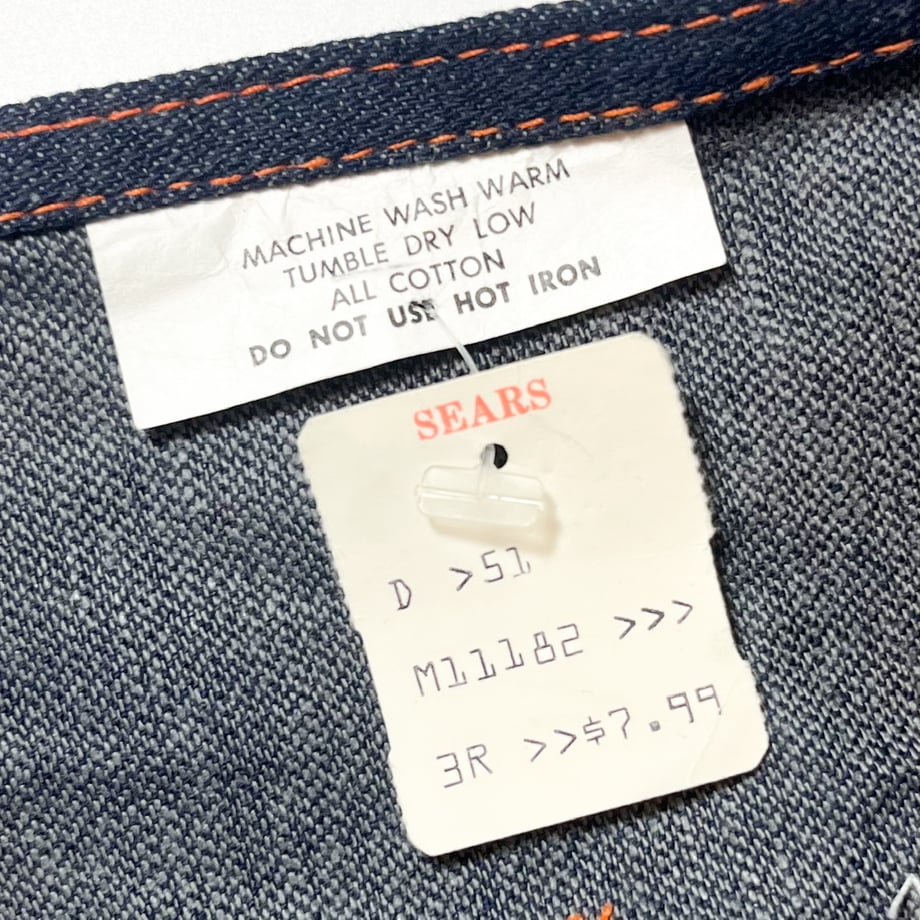 MACHINE WASH WARM
TUMBLE DRY LOW
ALL COTTON
DO NOT USE HOT IRON
SEARS
D >51
M11182 >>>
3R >>$7.99